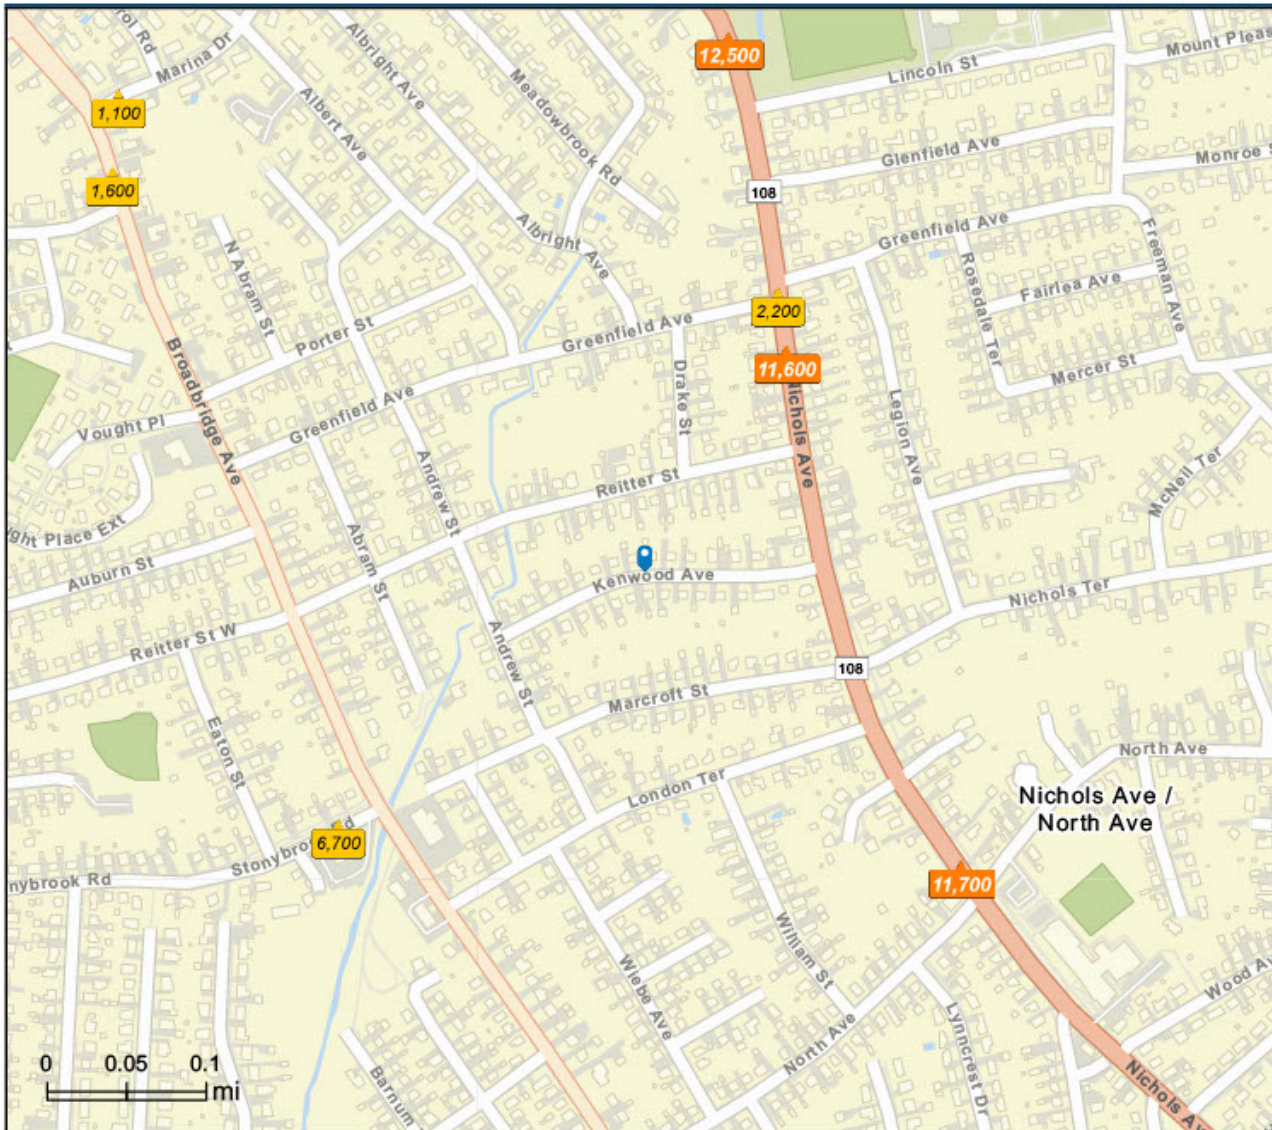 rol Rd
Marina Dr
Albright Ave
Albert Ave
Meadowbrook Rd
12,500
Lincoln St
Mount Pleas
1,100
Glenfield Ave
Monroe S
1,600
108
Albright Ave
Greenfield Ave
Freeman Ave
N Abram St
Rosedale Ter
Fairlea Ave
2,200
Porter St
Greenfield Ave
11,600
Mercer St
Broadbridge Ave
Drake St
Nichols Ave
Legion Ave
Vought Pl
Greenfield Ave
Andrew St
Reitter St
McNeil Ter
ght Place Ext
Abram St
Auburn St
Kenwood Ave
Nichols Ter
Reitter St W
Andrew St
108
Marcroft St
Eaton St
North Ave
London Ter
Nichols Ave /
North Ave
6,700
Stonybro
d
nybrook Rd
11,700
William St
Wiebe Ave
Wood Av
Lynncrest Dr
North Ave
0 0.05 0.1
mi
Barnum
Nichols Av